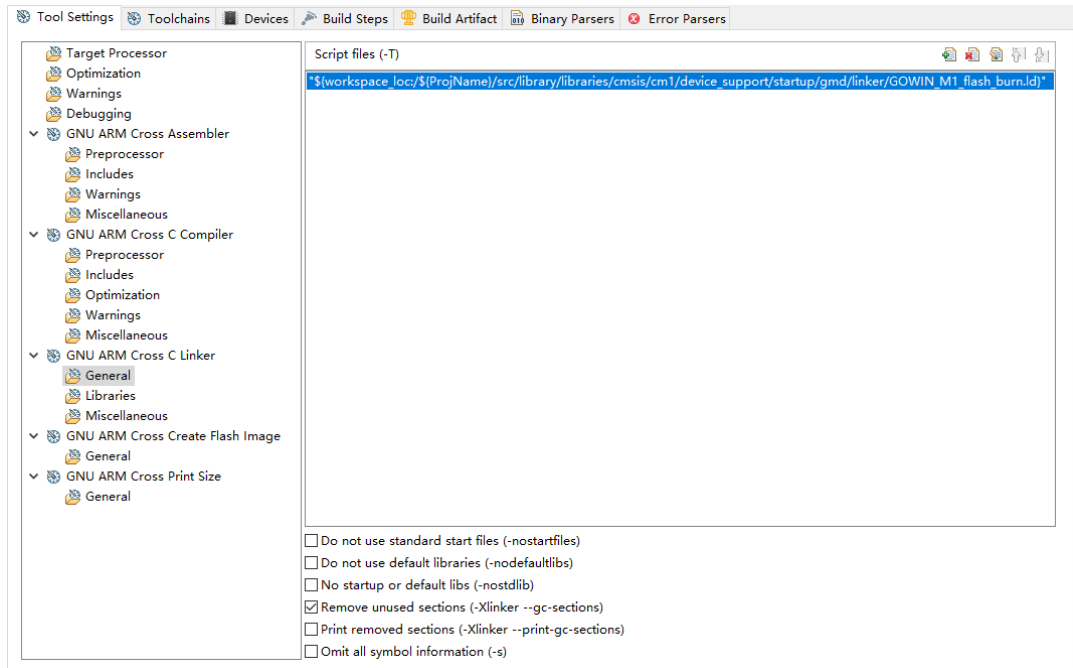 Tool Settings Toolchains Devices Build Steps Build Artifact Binary Parsers Error Parsers
Target Processor
Optimization
Warnings
Debugging
GNU ARM Cross Assembler
Preprocessor
Includes
Warnings
Miscellaneous
GNU ARM Cross C Compiler
Preprocessor
Includes
Optimization
Warnings
Miscellaneous
GNU ARM Cross C Linker
General
Libraries
Miscellaneous
GNU ARM Cross Create Flash Image
General
GNU ARM Cross Print Size
General
Script files (-T)
"${workspace_loc:/${ProjName}/src/library/libraries/cmsis/cm1/device_support/startup/gmd/linker/GOWIN_M1_flash_burn.ld}"
Do not use standard start files (-nostartfiles)
Do not use default libraries (-nodefaultlibs)
No startup or default libs (-nostdlib)
Remove unused sections (-Xlinker --gc-sections)
Print removed sections (-Xlinker --print-gc-sections)
Omit all symbol information (-s)